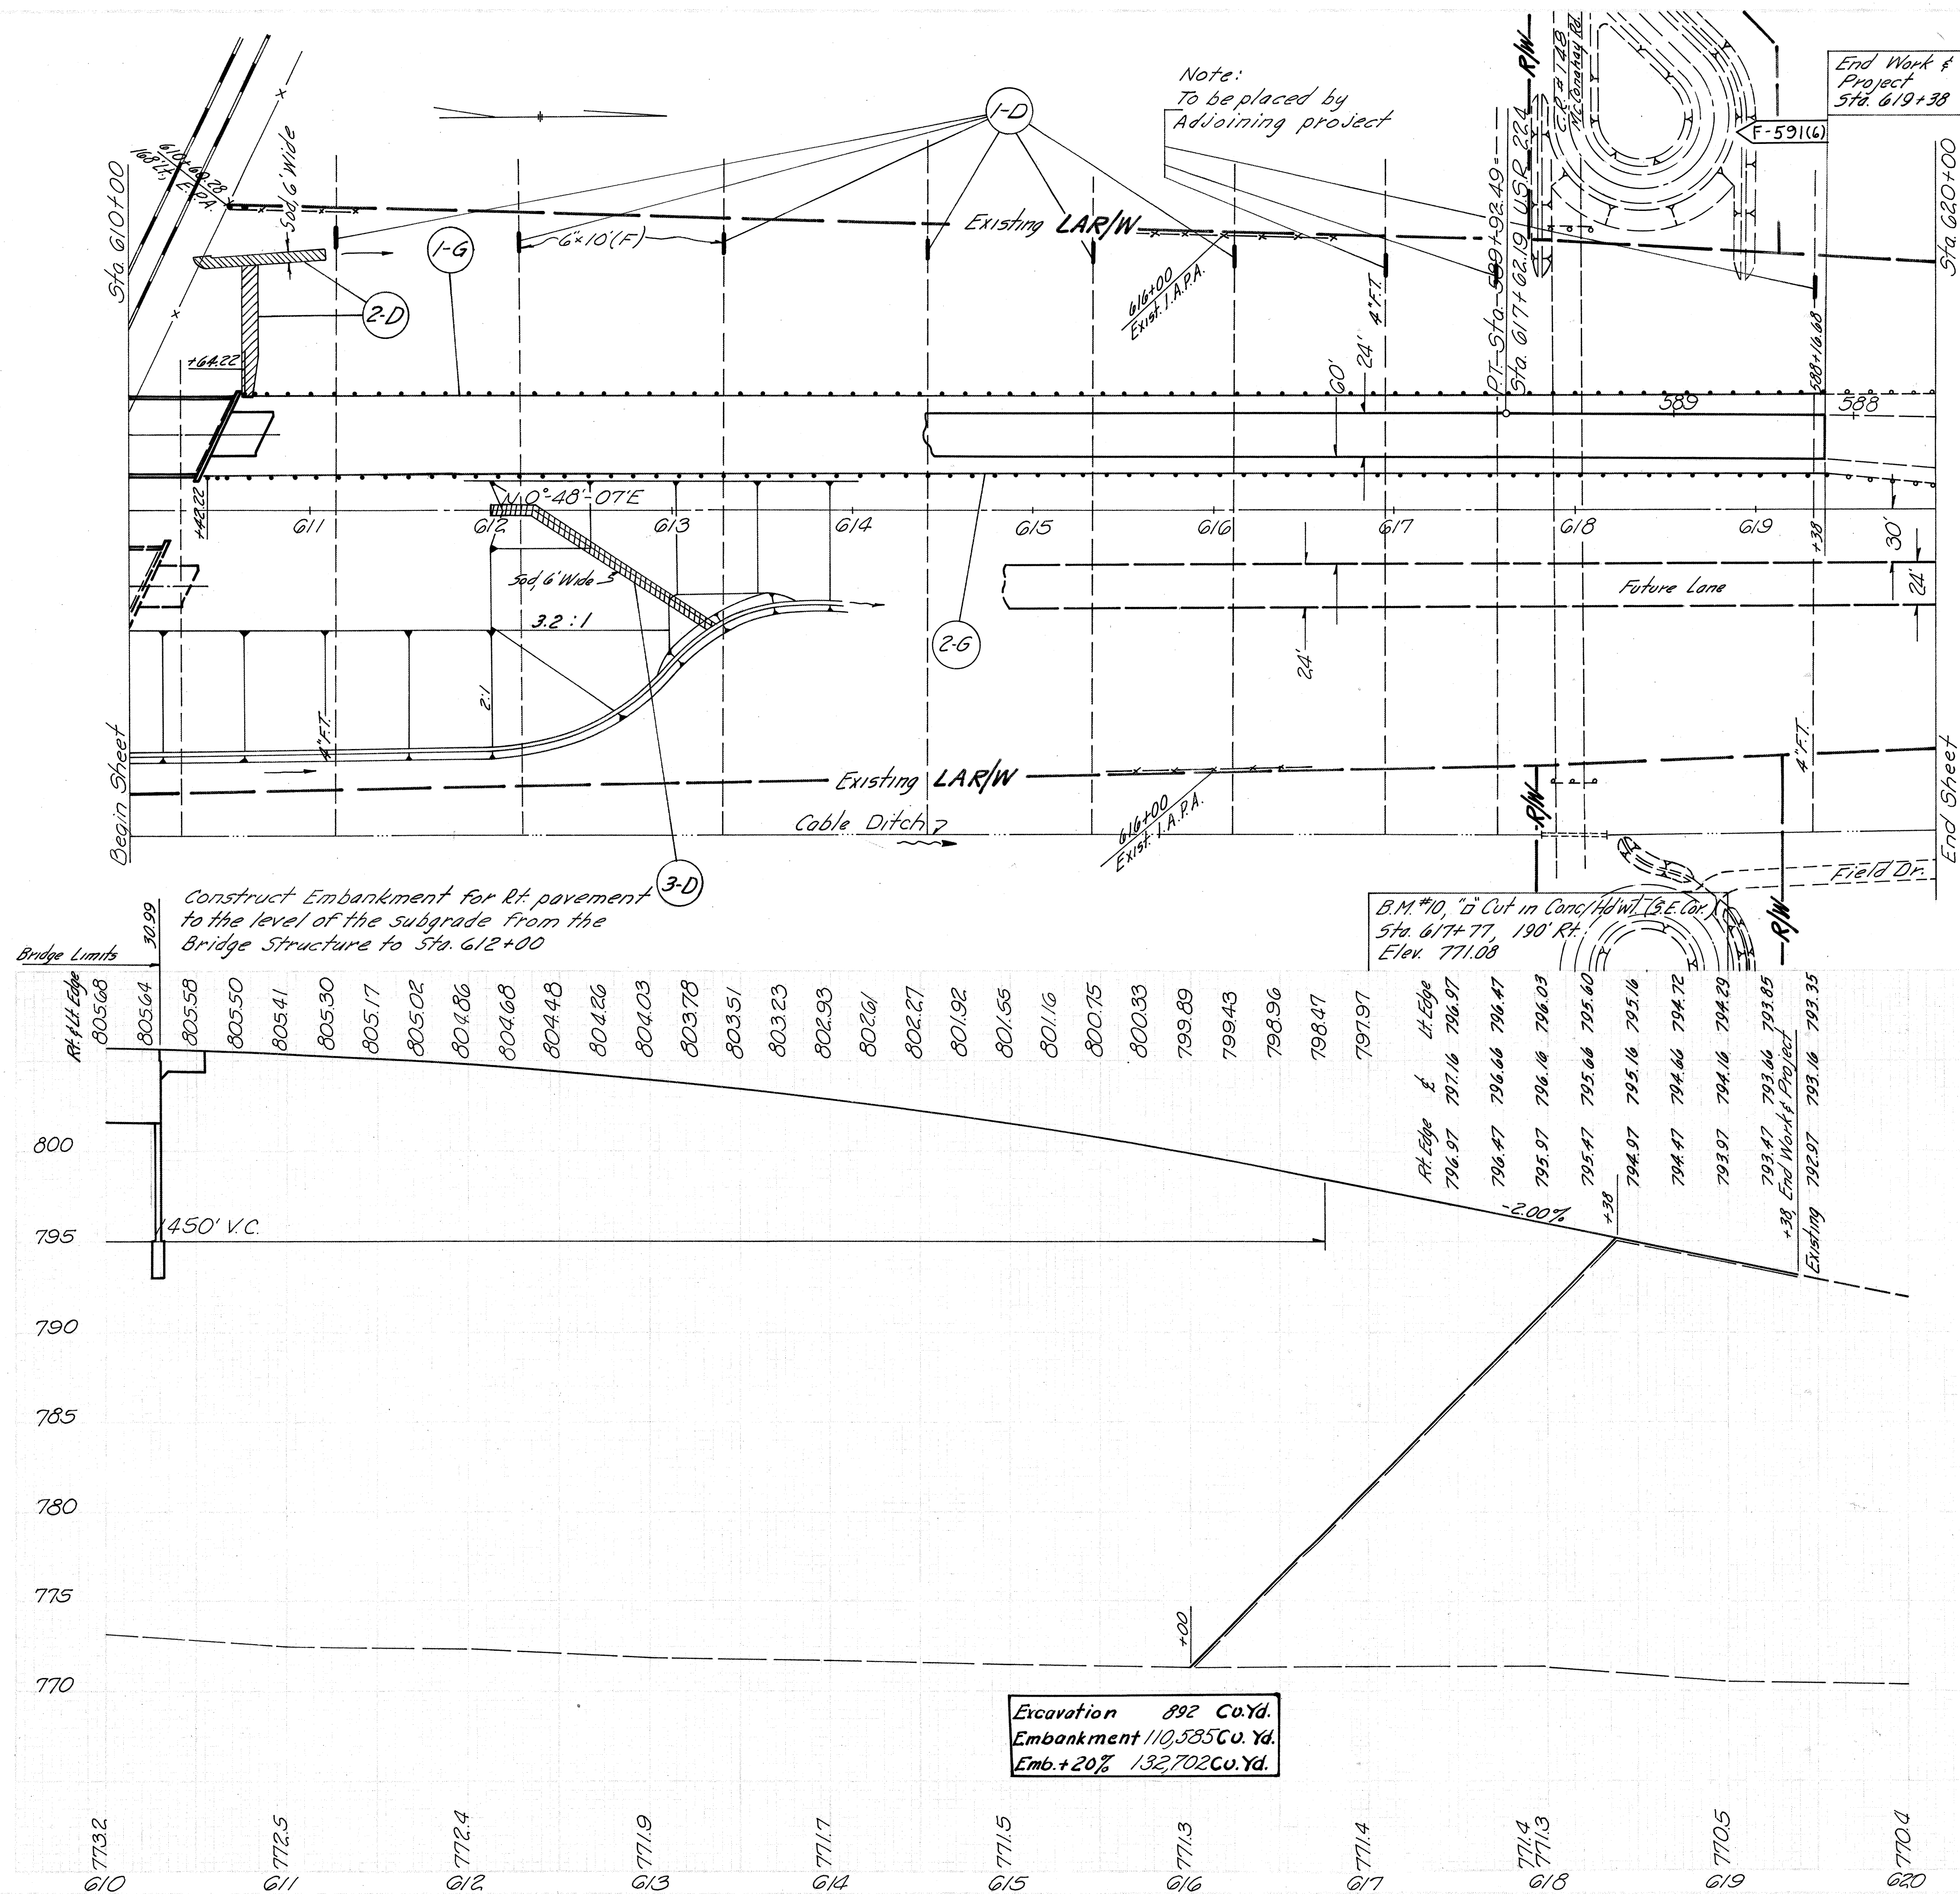 Note:
To be placed by
Adjoining project
End Work &
Project
Sta. 619+38
F-591(6)
R/W
C.R. # 148
McConahay Rd.
Sta. 610+00
610+60.28
168' Lt., E.P.A.
Sod, 6' Wide
1-D
1-G
2-D
6"x10'(F)
Existing LAR/W
616+00
Exist. I.A.P.A.
4" F.T.
P.T. Sta. 589+92.49=
Sta. 617+62.19 USR 224
588+16.68
Sta. 620+00
+64.22
60'
24'
589
588
+42.22
N 0°-48'-07"E
611
612
613
614
615
616
617
618
619
+38
30'
24'
Sod, 6' Wide
3.2:1
2:1
4" F.T.
2-G
24'
Future Lane
4" F.T.
Begin Sheet
Existing LAR/W
616+00
Exist. I.A.P.A.
Cable Ditch
R/W
R/W
Field Dr.
End Sheet
3-D
Construct Embankment for Rt. pavement
to the level of the subgrade from the
Bridge Structure to Sta. 612+00
B.M. #10, "□" Cut in Conc. Hdwl. (S.E. Cor.)
Sta. 617+77, 190' Rt.
Elev. 771.08
Bridge Limits
30.99
Rt. & Lt. Edge
805.68
805.64
805.58
805.50
805.41
805.30
805.17
805.02
804.86
804.68
804.48
804.26
804.03
803.78
803.51
803.23
802.93
802.61
802.27
801.92
801.55
801.16
800.75
800.33
799.89
799.43
798.96
798.47
797.97
Rt. Edge ℄ Lt. Edge
796.97 797.16 796.97
796.47 796.66 796.47
795.97 796.16 796.03
795.47 795.66 795.60
794.97 795.16 795.16
794.47 794.66 794.72
793.97 794.16 794.29
793.47 793.66 793.85
+38, End Work & Project
Existing 792.97 793.16 793.35
800
795
790
785
780
775
770
1450' V.C.
-2.00%
+38
+00
Excavation 892 Cu.Yd.
Embankment 110,585 Cu. Yd.
Emb.+20% 132,702 Cu.Yd.
773.2
772.5
772.4
771.9
771.7
771.5
771.3
771.4
771.4
771.3
770.5
770.4
610
611
612
613
614
615
616
617
618
619
620